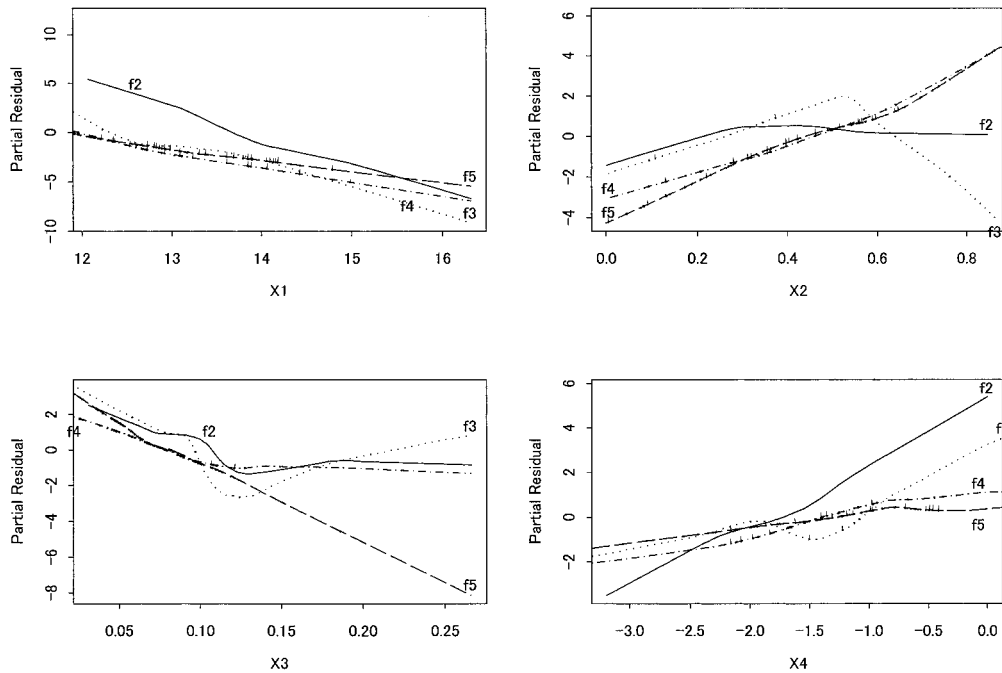 Partial Residual
10
5
0
-5
-10
f2
f5
f4
f3
12 13 14 15 16
X1
Partial Residual
6
4
2
0
-2
-4
f2
f4
f5
f3
0.0 0.2 0.4 0.6 0.8
X2
Partial Residual
2
0
-2
-4
-6
-8
f4
f2
f3
f5
0.05 0.10 0.15 0.20 0.25
X3
Partial Residual
6
4
2
0
-2
f2
f
f4
f5
-3.0 -2.5 -2.0 -1.5 -1.0 -0.5 0.0
X4